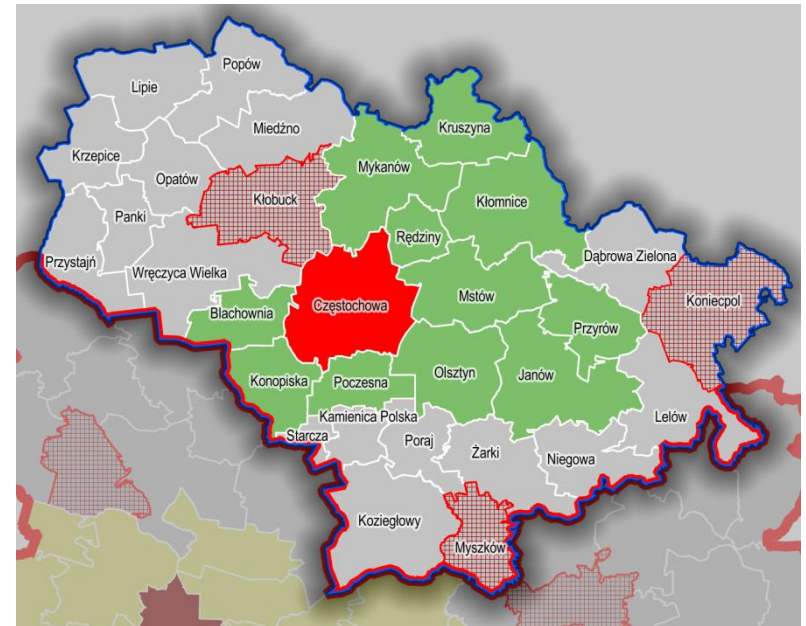 Popów
Lipie
Miedźno
Kruszyna
Krzepice
Mykanów
Opatów
Kłobuck
Kłomnice
Panki
Rędziny
Dąbrowa Zielona
Przystajń
Wręczyca Wielka
Mstów
Koniecpol
Częstochowa
Blachownia
Przyrów
Konopiska
Poczesna
Olsztyn
Janów
Kamienica Polska
Lelów
Starcza
Poraj
Żarki
Niegowa
Koziegłowy
Myszków